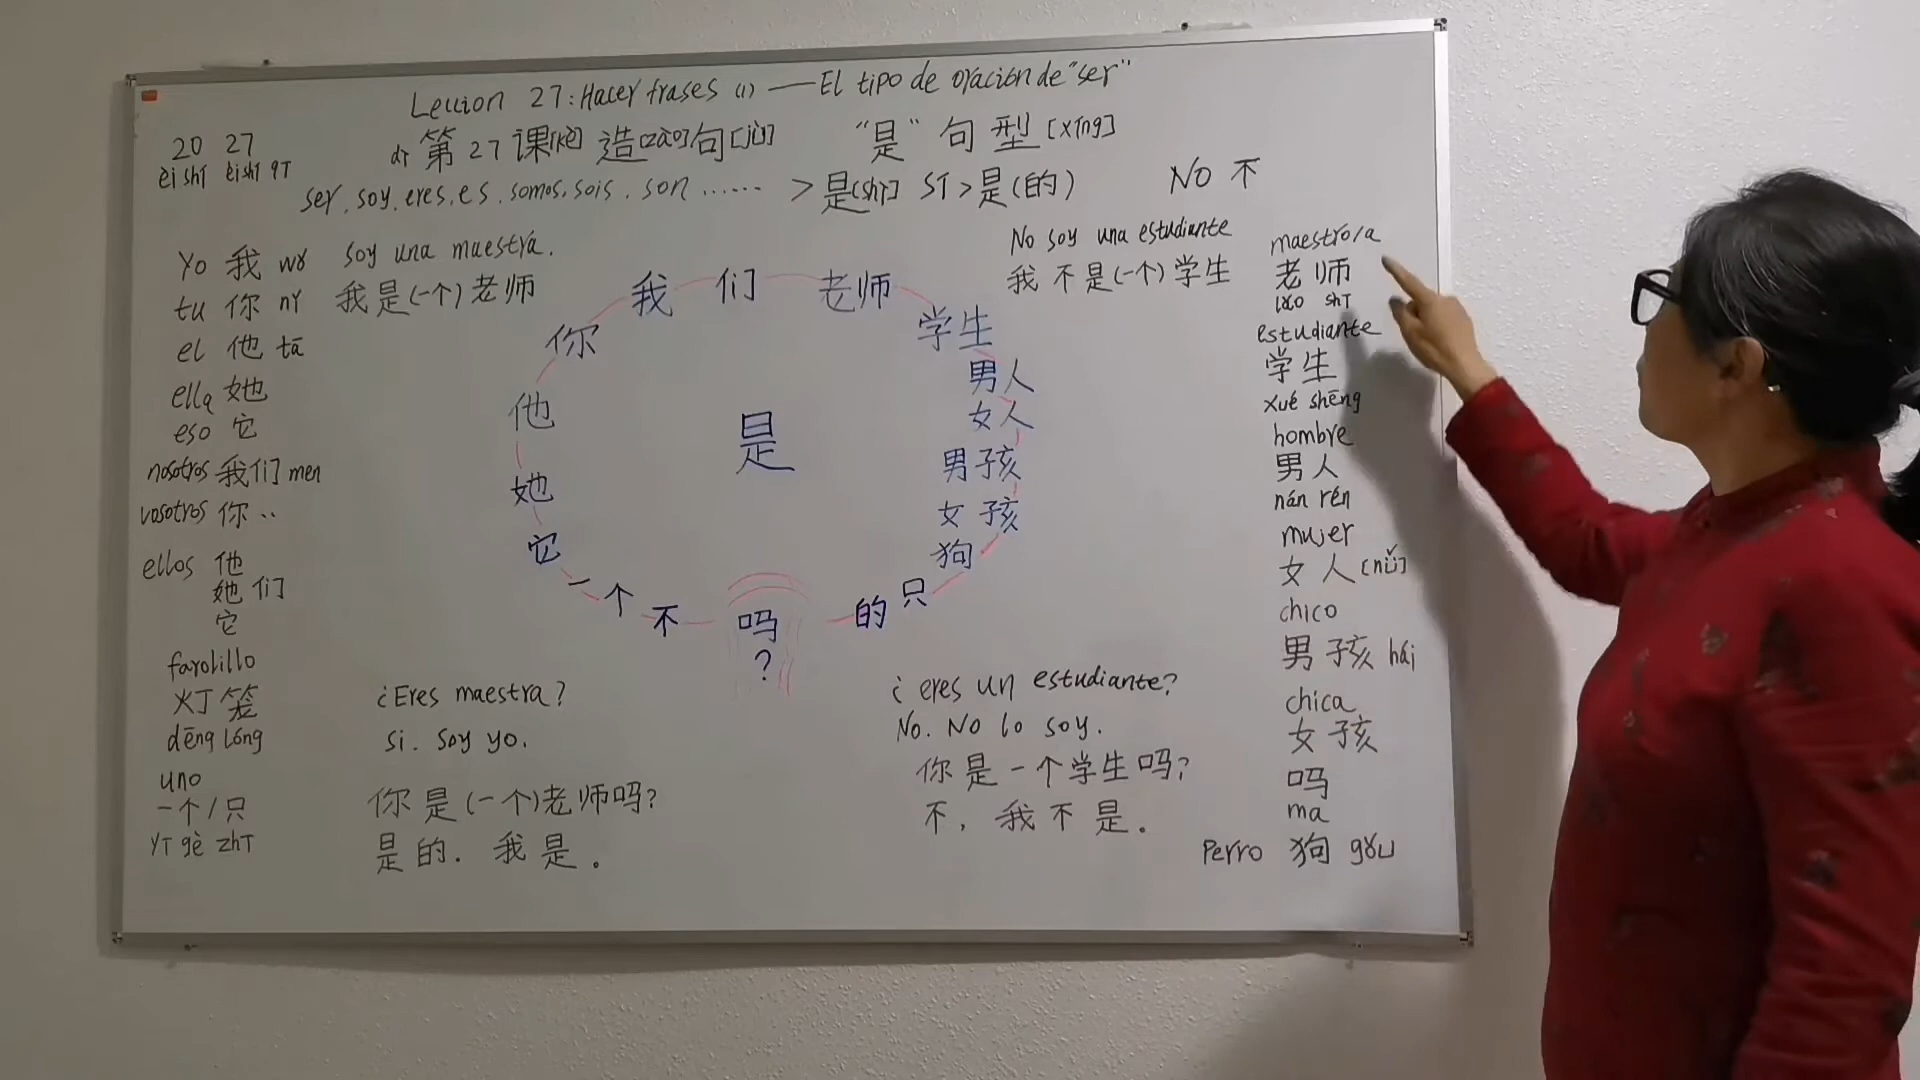 Leccion 27: Hacer frases (1) — El tipo de oración de "ser"
20 27
èi shí èi shí qī
dì 第27课[kè] 造[zào]句[jù] "是" 句型[xíng]
ser. soy. eres. es. somos. sois. son ...... > 是[shì] SI > 是(的) NO 不
Yo 我 wǒ
tu 你 nǐ
el 他 tā
ella 她
eso 它
nosotros 我们 men
vosotros 你..
ellos 他
她们
它
farolillo
灯笼
dēng lóng
uno
一个/只
yī gè zhī
Soy una maestra.
我是(一个)老师
No soy una estudiante
我不是(一个)学生
我 们 老师
学生
男人
女人
男孩
女孩
狗
只
的
吗
?
不
个
一
它
她
他
你
是
¿Eres maestra?
Si. Soy yo.
你是(一个)老师吗?
是的. 我是。
¿eres un estudiante?
No. No lo soy.
你是一个学生吗?
不, 我不是。
maestro/a
老师
lǎo shī
estudiante
学生
xué shēng
hombre
男人
nán rén
mujer
女人[nǚ]
chico
男孩 hái
chica
女孩
吗
ma
Perro 狗 gǒu